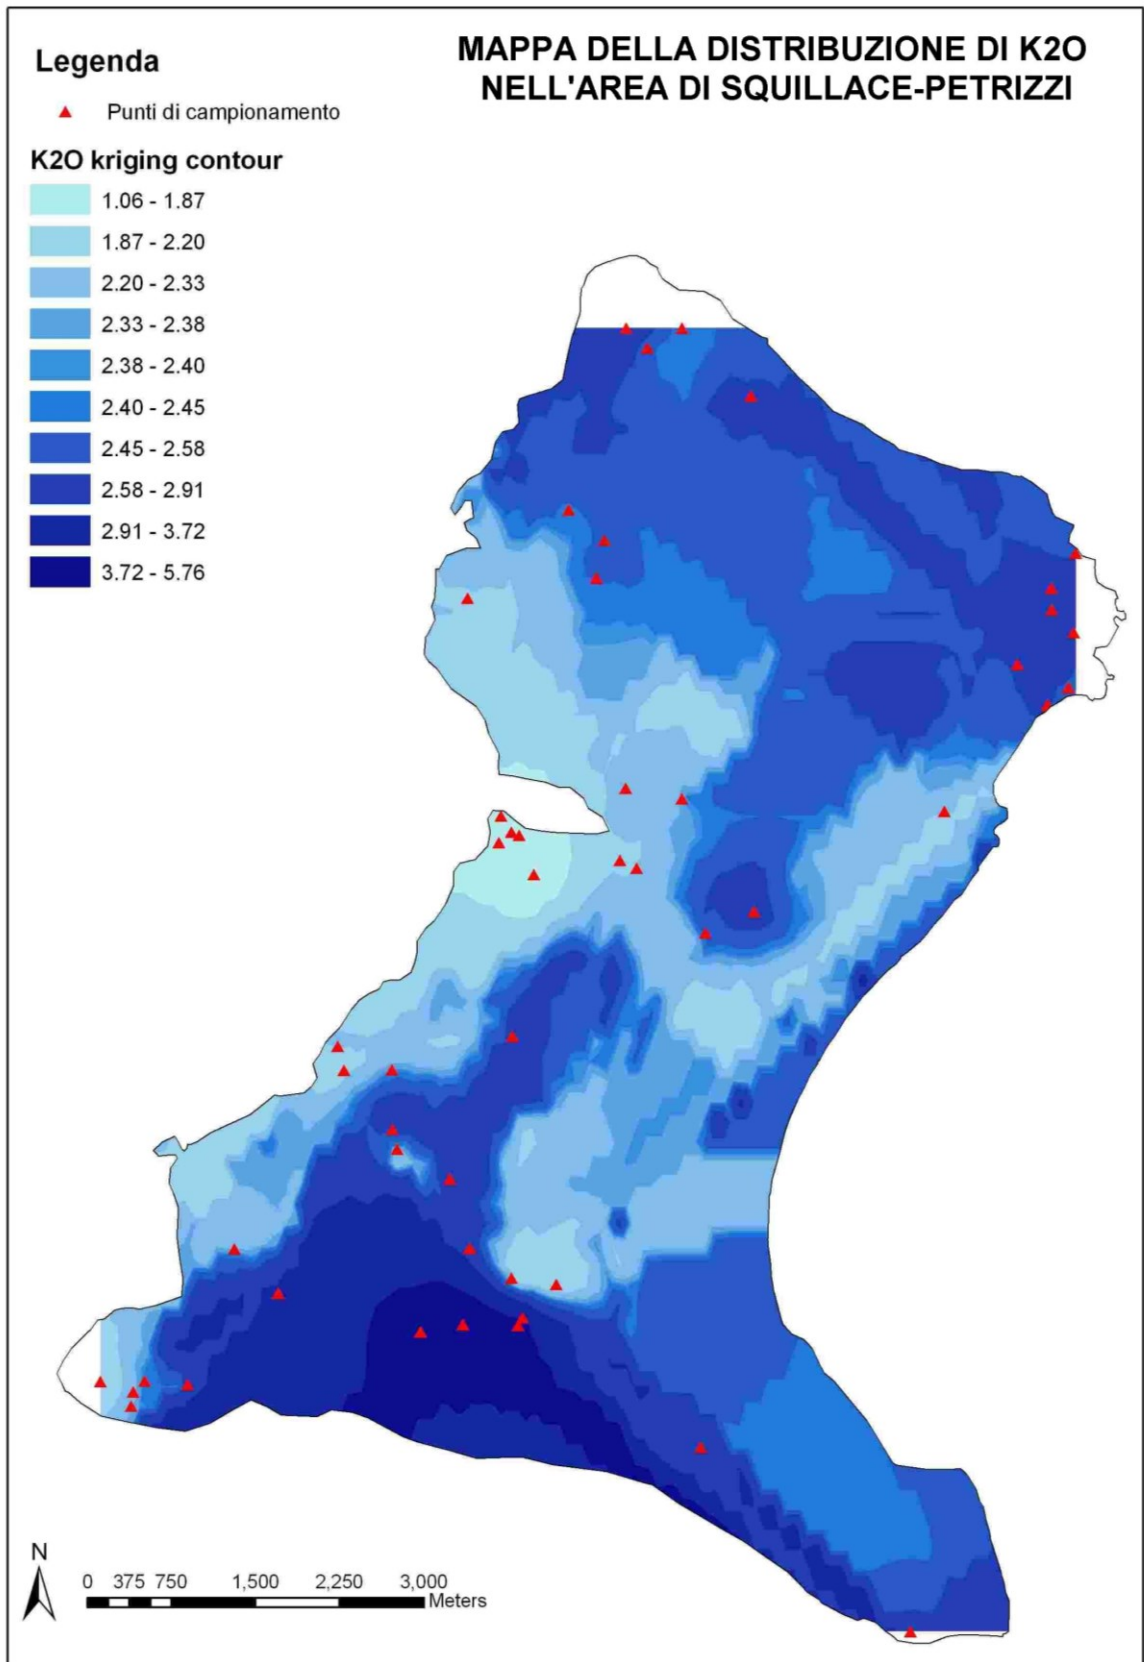 MAPPA DELLA DISTRIBUZIONE DI K2O
NELL'AREA DI SQUILLACE-PETRIZZI
Legenda
Punti di campionamento
K2O kriging contour
1.06 - 1.87
1.87 - 2.20
2.20 - 2.33
2.33 - 2.38
2.38 - 2.40
2.40 - 2.45
2.45 - 2.58
2.58 - 2.91
2.91 - 3.72
3.72 - 5.76
N
0 375 750 1,500 2,250 3,000
Meters